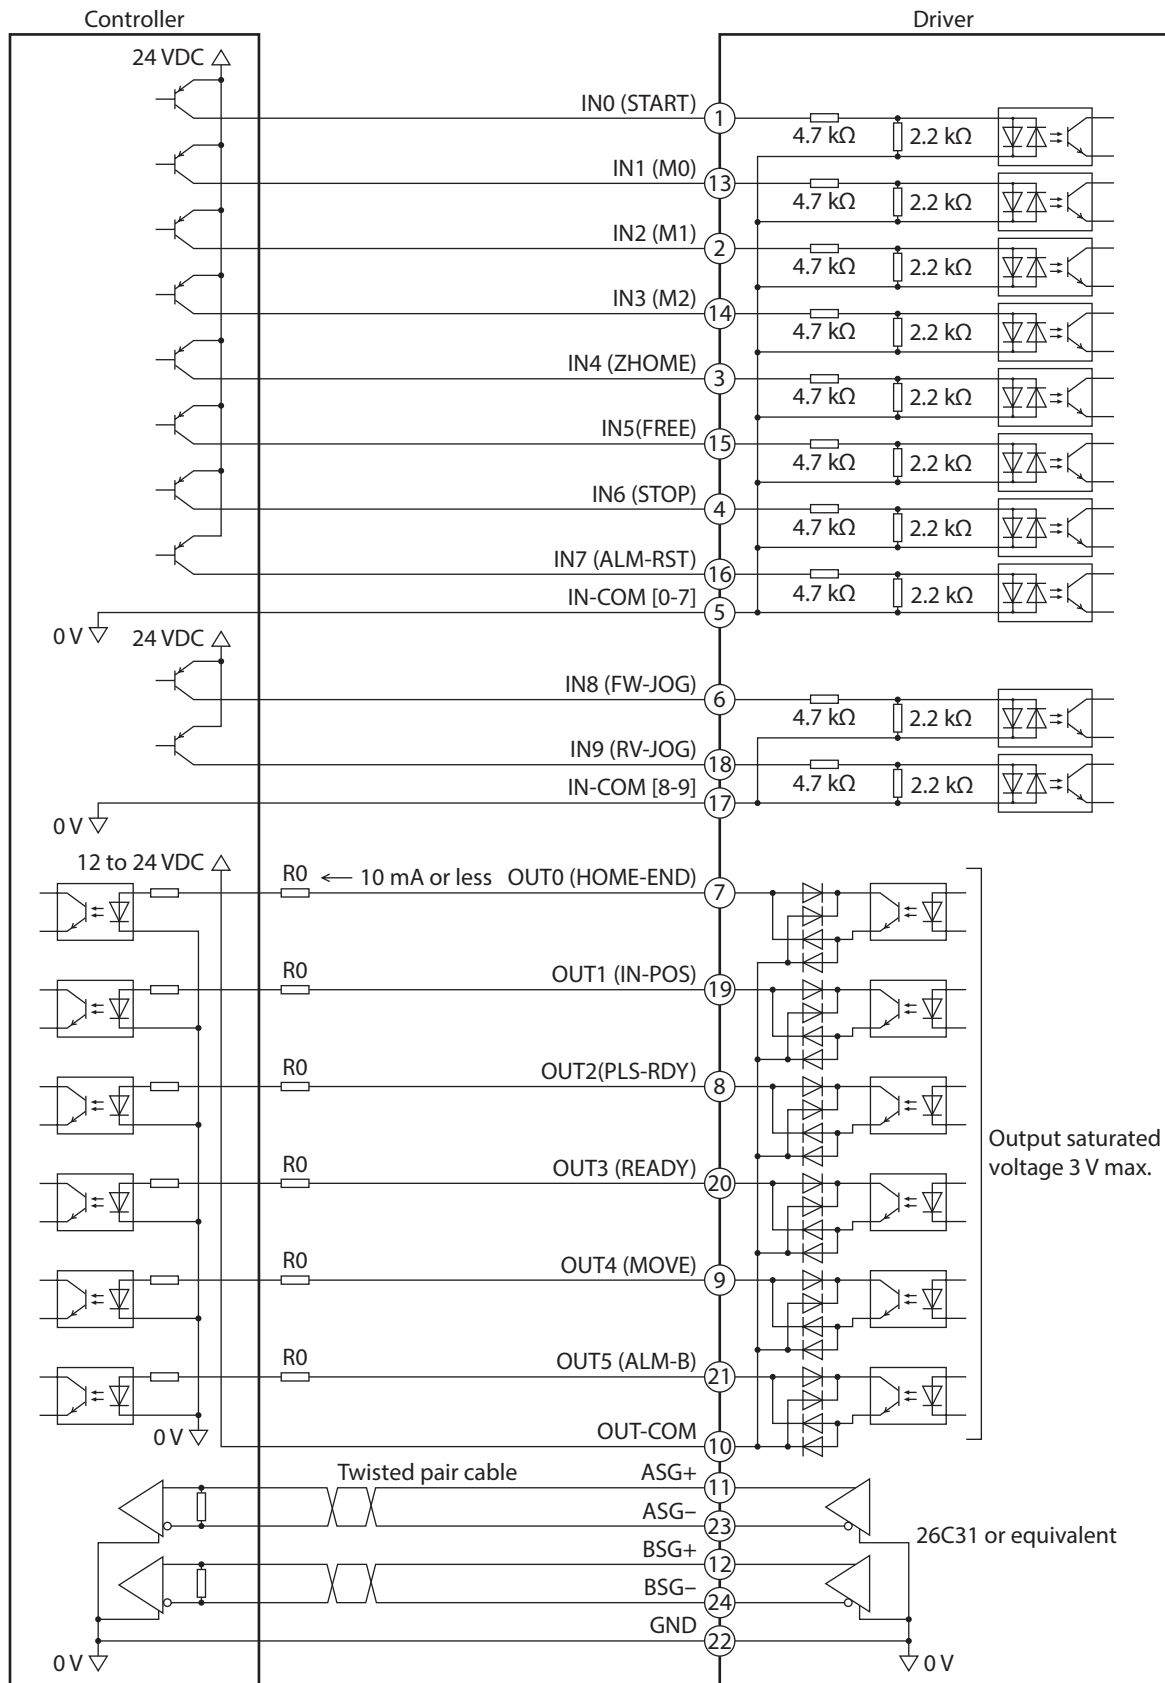 Controller
Driver
24 VDC
IN0 (START)
1
4.7 kΩ
2.2 kΩ
IN1 (M0)
13
4.7 kΩ
2.2 kΩ
IN2 (M1)
2
4.7 kΩ
2.2 kΩ
IN3 (M2)
14
4.7 kΩ
2.2 kΩ
IN4 (ZHOME)
3
4.7 kΩ
2.2 kΩ
IN5(FREE)
15
4.7 kΩ
2.2 kΩ
IN6 (STOP)
4
4.7 kΩ
2.2 kΩ
IN7 (ALM-RST)
16
4.7 kΩ
2.2 kΩ
IN-COM [0-7]
5
0 V
24 VDC
IN8 (FW-JOG)
6
4.7 kΩ
2.2 kΩ
IN9 (RV-JOG)
18
4.7 kΩ
2.2 kΩ
IN-COM [8-9]
17
0 V
12 to 24 VDC
R0
10 mA or less
OUT0 (HOME-END)
7
R0
OUT1 (IN-POS)
19
R0
OUT2(PLS-RDY)
8
Output saturated
voltage 3 V max.
R0
OUT3 (READY)
20
R0
OUT4 (MOVE)
9
R0
OUT5 (ALM-B)
21
0 V
OUT-COM
10
Twisted pair cable
ASG+
11
ASG–
23
26C31 or equivalent
BSG+
12
BSG–
24
GND
22
0 V
0 V